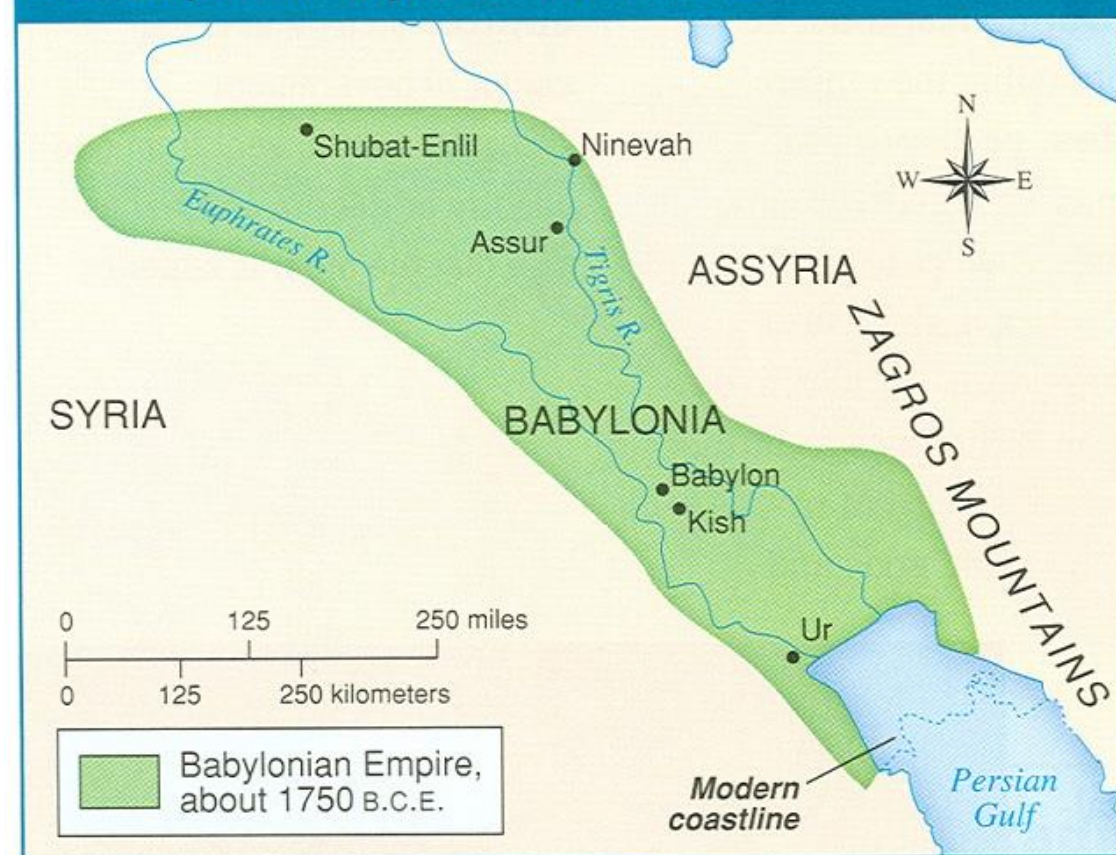 N
W E
S
Shubat-Enlil
Ninevah
Euphrates R.
Assur
Tigris R.
ASSYRIA
ZAGROS MOUNTAINS
SYRIA
BABYLONIA
Babylon
Kish
Ur
0 125 250 miles
0 125 250 kilometers
Babylonian Empire,
about 1750 B.C.E.
Modern
coastline
Persian
Gulf